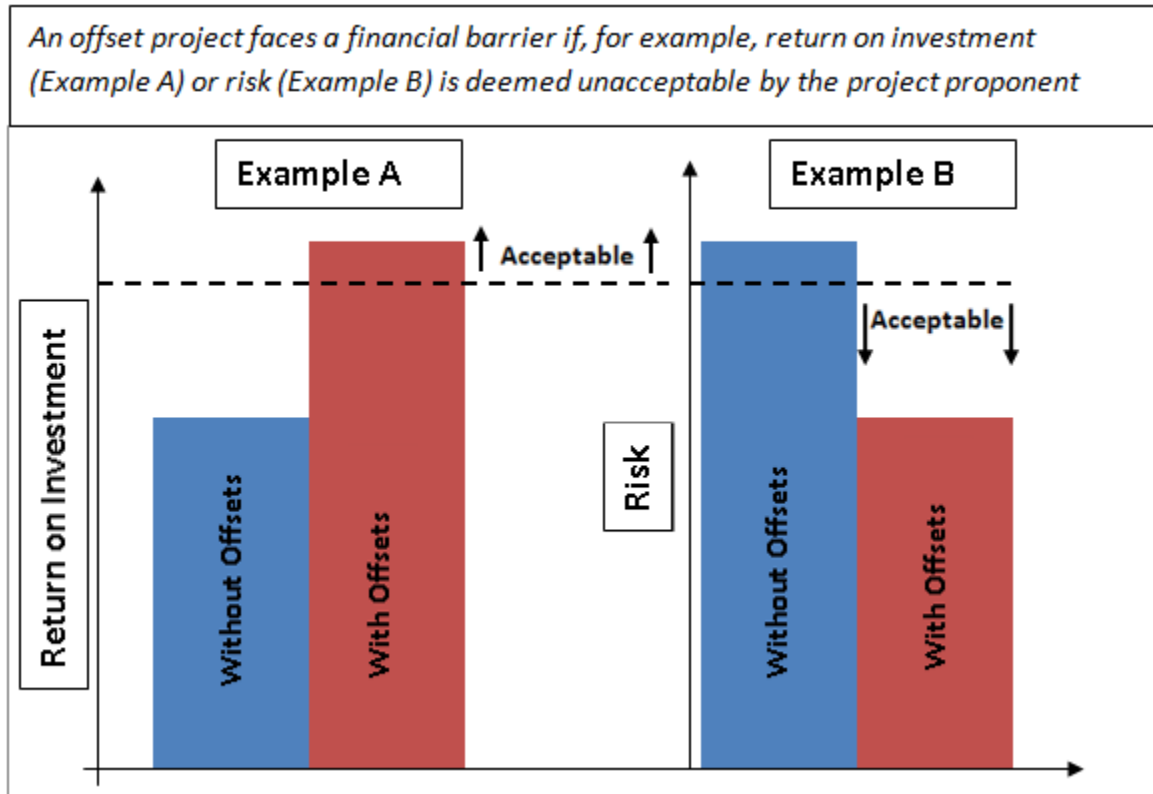 An offset project faces a financial barrier if, for example, return on investment
(Example A) or risk (Example B) is deemed unacceptable by the project proponent
Example A
Example B
Acceptable
Acceptable
Return on Investment
Without Offsets
With Offsets
Risk
Without Offsets
With Offsets